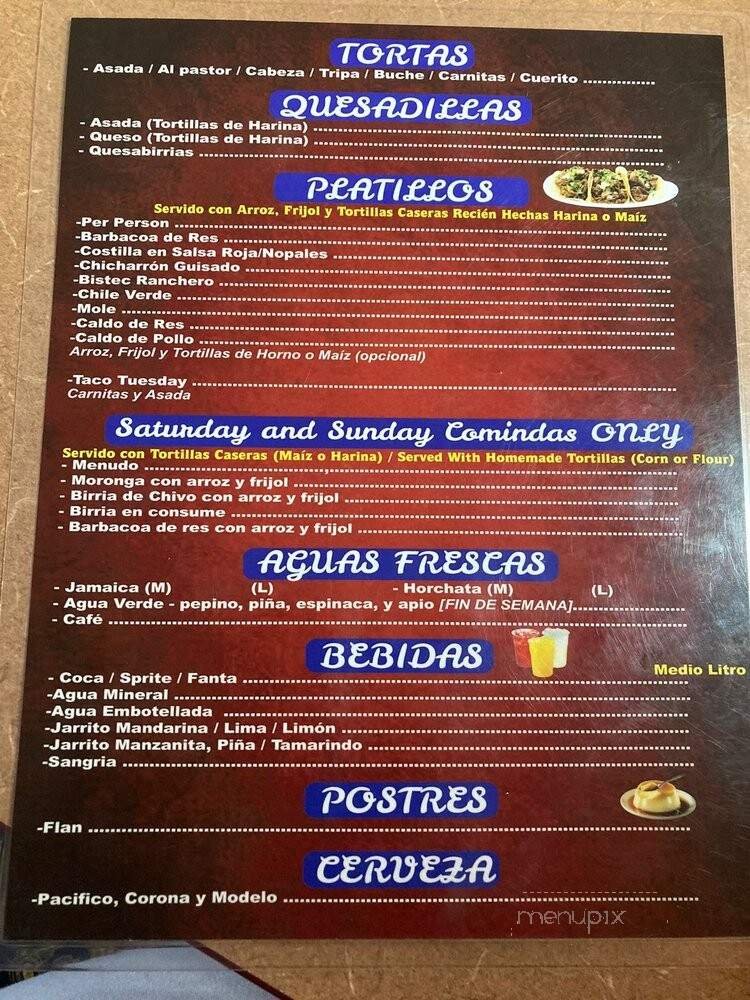 TORTAS
- Asada / Al pastor / Cabeza / Tripa / Buche / Carnitas / Cuerito ..............
QUESADILLAS
- Asada (Tortillas de Harina) ..............
- Queso (Tortillas de Harina) ..............
- Quesabirrias ..............
PLATILLOS
Servido con Arroz, Frijol y Tortillas Caseras Recién Hechas Harina o Maíz
-Per Person ..............
-Barbacoa de Res ..............
-Costilla en Salsa Roja/Nopales ..............
-Chicharrón Guisado ..............
-Bistec Ranchero ..............
-Chile Verde ..............
-Mole ..............
-Caldo de Res ..............
-Caldo de Pollo ..............
Arroz, Frijol y Tortillas de Horno o Maíz (opcional)
-Taco Tuesday ..............
Carnitas y Asada
Saturday and Sunday Comindas ONLY
Servido con Tortillas Caseras (Maíz o Harina) / Served With Homemade Tortillas (Corn or Flour)
- Menudo ..............
- Moronga con arroz y frijol ..............
- Birria de Chivo con arroz y frijol ..............
- Birria en consume ..............
- Barbacoa de res con arroz y frijol ..............
AGUAS FRESCAS
- Jamaica (M) (L) - Horchata (M) (L)
- Agua Verde - pepino, piña, espinaca, y apio [FIN DE SEMANA]..............
- Café ..............
BEBIDAS
Medio Litro
- Coca / Sprite / Fanta ..............
-Agua Mineral ..............
-Agua Embotellada ..............
-Jarrito Mandarina / Lima / Limón ..............
-Jarrito Manzanita, Piña / Tamarindo ..............
-Sangria ..............
POSTRES
-Flan ..............
CERVEZA
-Pacifico, Corona y Modelo ..............
menupix